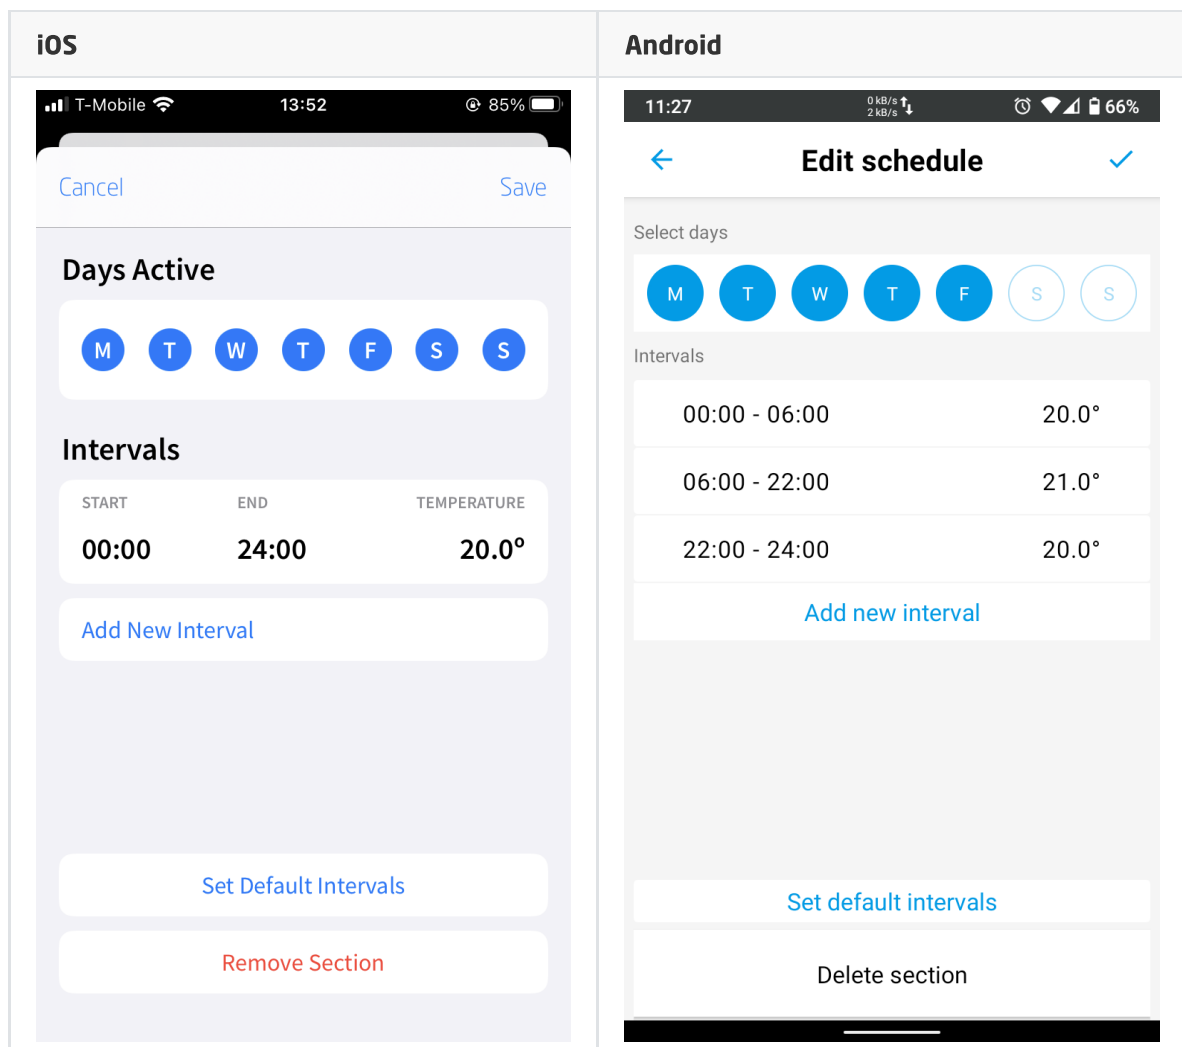 iOS
T-Mobile 13:52 85%
Cancel Save
Days Active
M T W T F S S
Intervals
START END TEMPERATURE
00:00 24:00 20.0º
Add New Interval
Set Default Intervals
Remove Section
Android
11:27 0 kB/s 66%
2 kB/s
Edit schedule
Select days
M T W T F S S
Intervals
00:00 - 06:00 20.0°
06:00 - 22:00 21.0°
22:00 - 24:00 20.0°
Add new interval
Set default intervals
Delete section